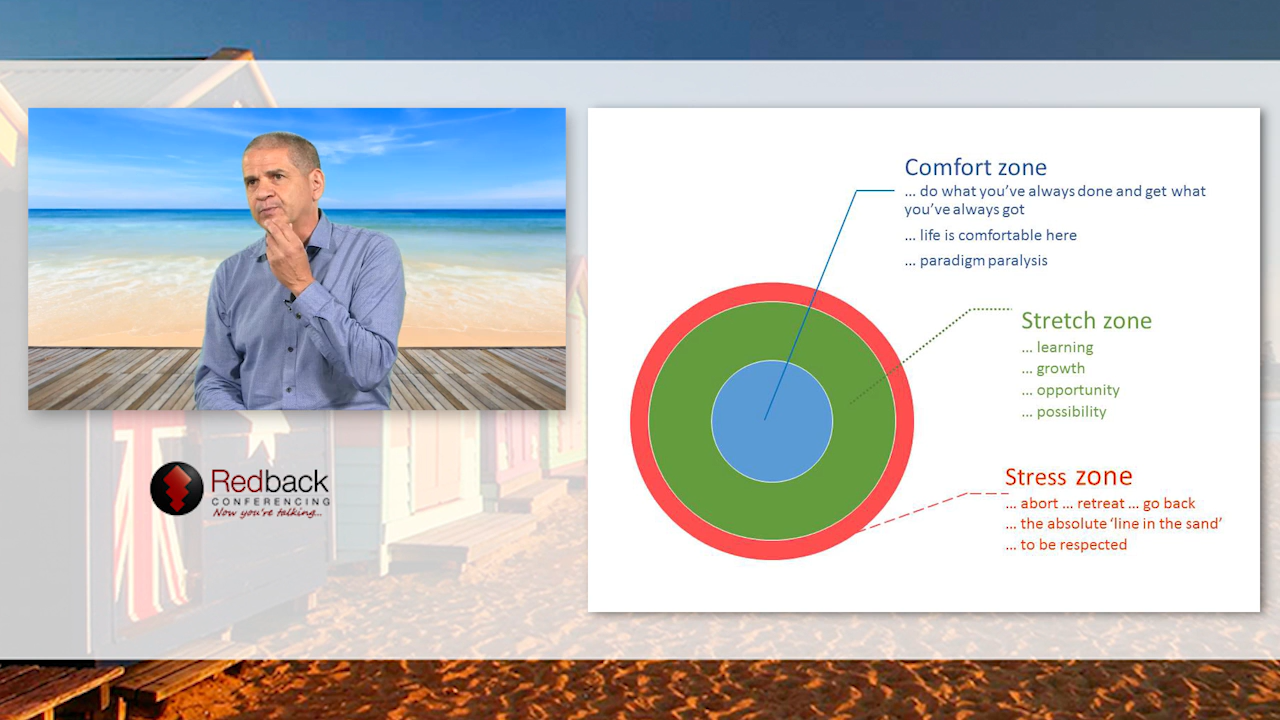 Redback
CONFERENCING
Now you're talking...
Comfort zone
... do what you've always done and get what
you've always got
... life is comfortable here
... paradigm paralysis
Stretch zone
... learning
... growth
... opportunity
... possibility
Stress zone
... abort ... retreat ... go back
... the absolute ‘line in the sand’
... to be respected